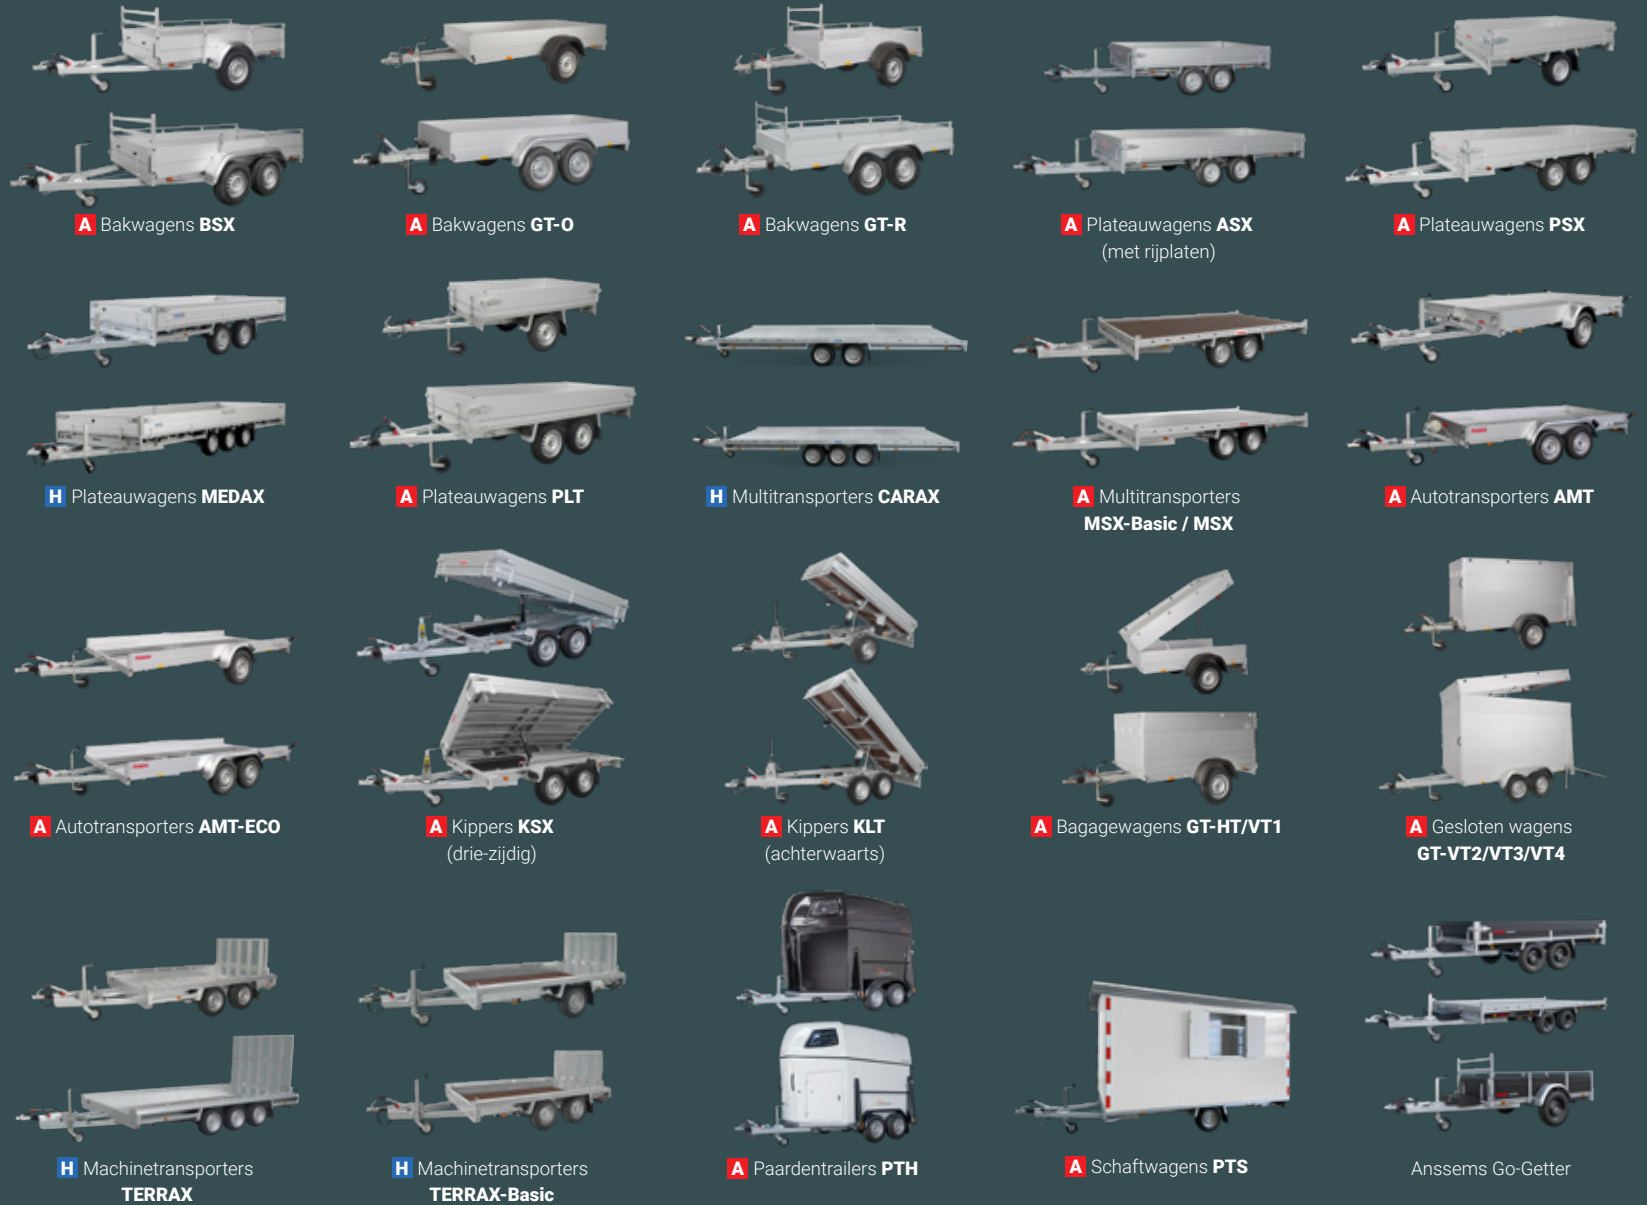 A Bakwagens BSX
A Bakwagens GT-O
A Bakwagens GT-R
A Plateauwagens ASX
(met rijplaten)
A Plateauwagens PSX
H Plateauwagens MEDAX
A Plateauwagens PLT
H Multitransporters CARAX
A Multitransporters
MSX-Basic / MSX
A Autotransporters AMT
A Autotransporters AMT-ECO
A Kippers KSX
(drie-zijdig)
A Kippers KLT
(achterwaarts)
A Bagagewagens GT-HT/VT1
A Gesloten wagens
GT-VT2/VT3/VT4
H Machinetransporters
TERRAX
H Machinetransporters
TERRAX-Basic
A Paardentrailers PTH
A Schaftwagens PTS
Anssems Go-Getter